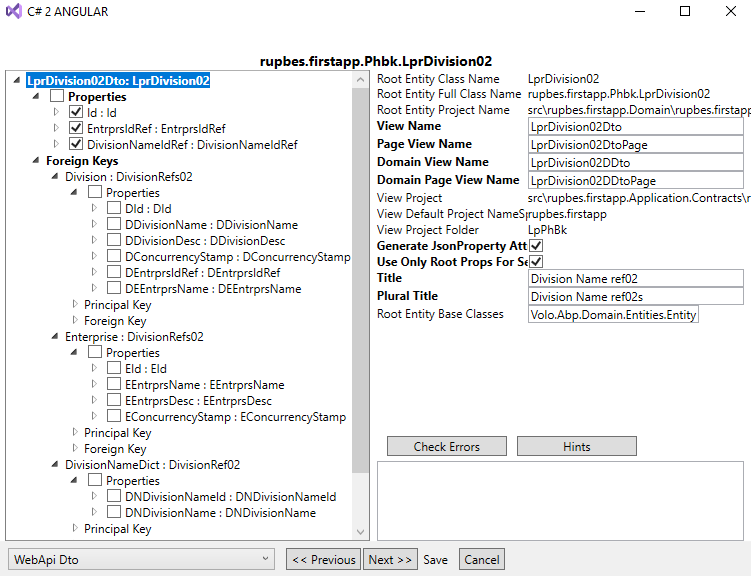 C# 2 ANGULAR
rupbes.firstapp.Phbk.LprDivision02
LprDivision02Dto: LprDivision02
Properties
Id : Id
EntrprsIdRef : EntrprsIdRef
DivisionNameIdRef : DivisionNameIdRef
Foreign Keys
Division : DivisionRefs02
Properties
DId : DId
DDivisionName : DDivisionName
DDivisionDesc : DDivisionDesc
DConcurrencyStamp : DConcurrencyStamp
DEntrprsIdRef : DEntrprsIdRef
DEEntrprsName : DEEntrprsName
Principal Key
Foreign Key
Enterprise : DivisionRefs02
Properties
EId : EId
EEntrprsName : EEntrprsName
EEntrprsDesc : EEntrprsDesc
EConcurrencyStamp : EConcurrencyStamp
Principal Key
Foreign Key
DivisionNameDict : DivisionRef02
Properties
DNDivisionNameId : DNDivisionNameId
DNDivisionName : DNDivisionName
Principal Key
Root Entity Class Name LprDivision02
Root Entity Full Class Name rupbes.firstapp.Phbk.LprDivision02
Root Entity Project Name src\rupbes.firstapp.Domain\rupbes.firstapp
View Name LprDivision02Dto
Page View Name LprDivision02DtoPage
Domain View Name LprDivision02DDto
Domain Page View Name LprDivision02DDtoPage
View Project src\rupbes.firstapp.Application.Contracts\r
View Default Project NameSp rupbes.firstapp
View Project Folder LpPhBk
Generate JsonProperty Att
Use Only Root Props For Se
Title Division Name ref02
Plural Title Division Name ref02s
Root Entity Base Classes Volo.Abp.Domain.Entities.Entity
Check Errors Hints
WebApi Dto << Previous Next >> Save Cancel